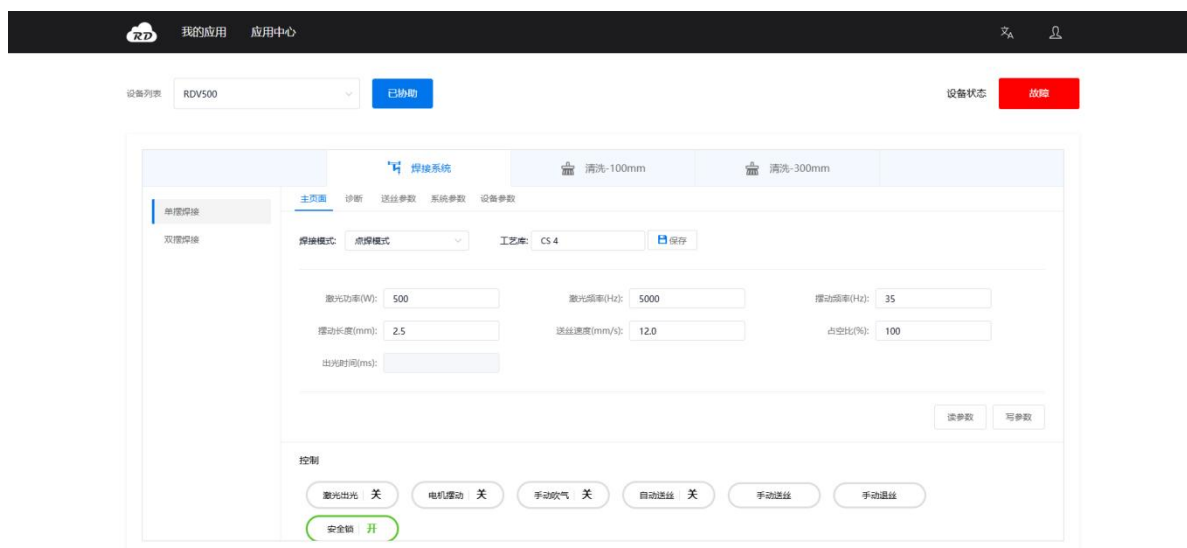 RD 我的应用 应用中心
设备列表 RDV500 已协助 设备状态 故障
焊接系统 清洗-100mm 清洗-300mm
单摆焊接
双摆焊接
主页面 诊断 送丝参数 系统参数 设备参数
焊接模式: 点焊模式 工艺库: CS 4 保存
激光功率(W): 500 激光频率(Hz): 5000 摆动频率(Hz): 35
摆动长度(mm): 2.5 送丝速度(mm/s): 12.0 占空比(%): 100
出光时间(ms):
读参数 写参数
控制
激光出光 关 电机摆动 关 手动吹气 关 自动送丝 关 手动送丝 手动退丝
安全锁 开